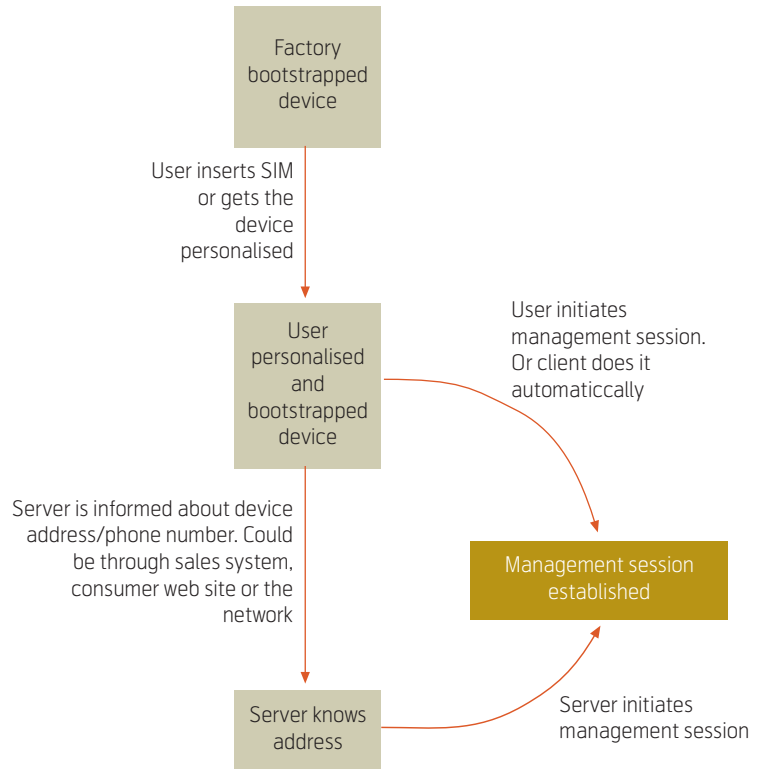 Factory
bootstrapped
device
User inserts SIM
or gets the
device
personalised
User
personalised
and
bootstrapped
device
User initiates
management session.
Or client does it
automaticcally
Server is informed about device
address/phone number. Could
be through sales system,
consumer web site or the
network
Management session
established
Server knows
address
Server initiates
management session